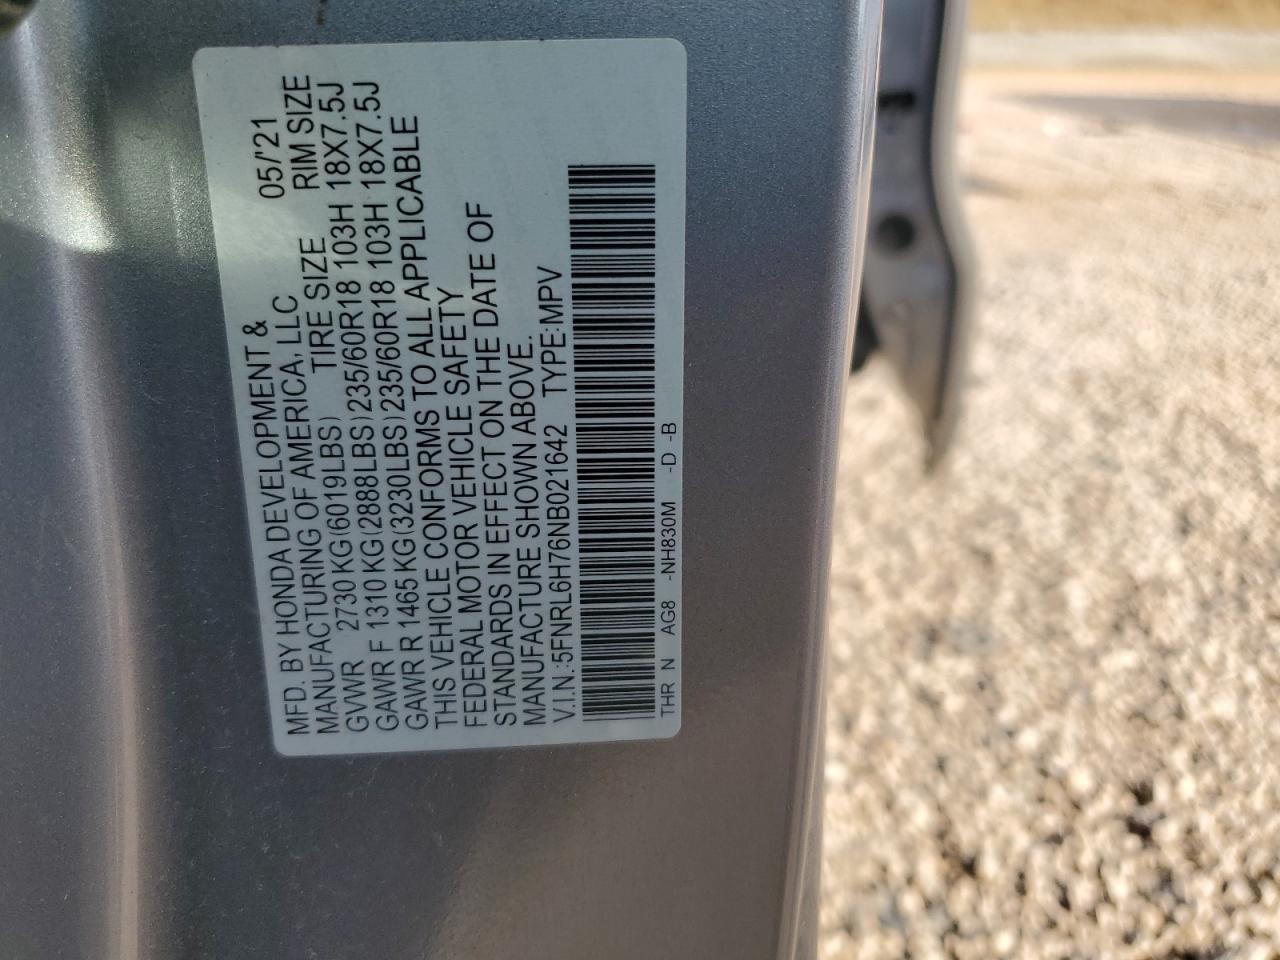 MFD. BY HONDA DEVELOPMENT &
MANUFACTURING OF AMERICA, LLC 05/'21
GVWR 2730 KG (6019LBS) TIRE SIZE RIM SIZE
GAWR F 1310 KG (2888LBS) 235/60R18 103H 18X7.5J
GAWR R 1465 KG (3230LBS) 235/60R18 103H 18X7.5J
THIS VEHICLE CONFORMS TO ALL APPLICABLE
FEDERAL MOTOR VEHICLE SAFETY
STANDARDS IN EFFECT ON THE DATE OF
MANUFACTURE SHOWN ABOVE.
V.I.N.:5FNRL6H76NB021642 TYPE:MPV
THR N AG8 -NH830M -D -B